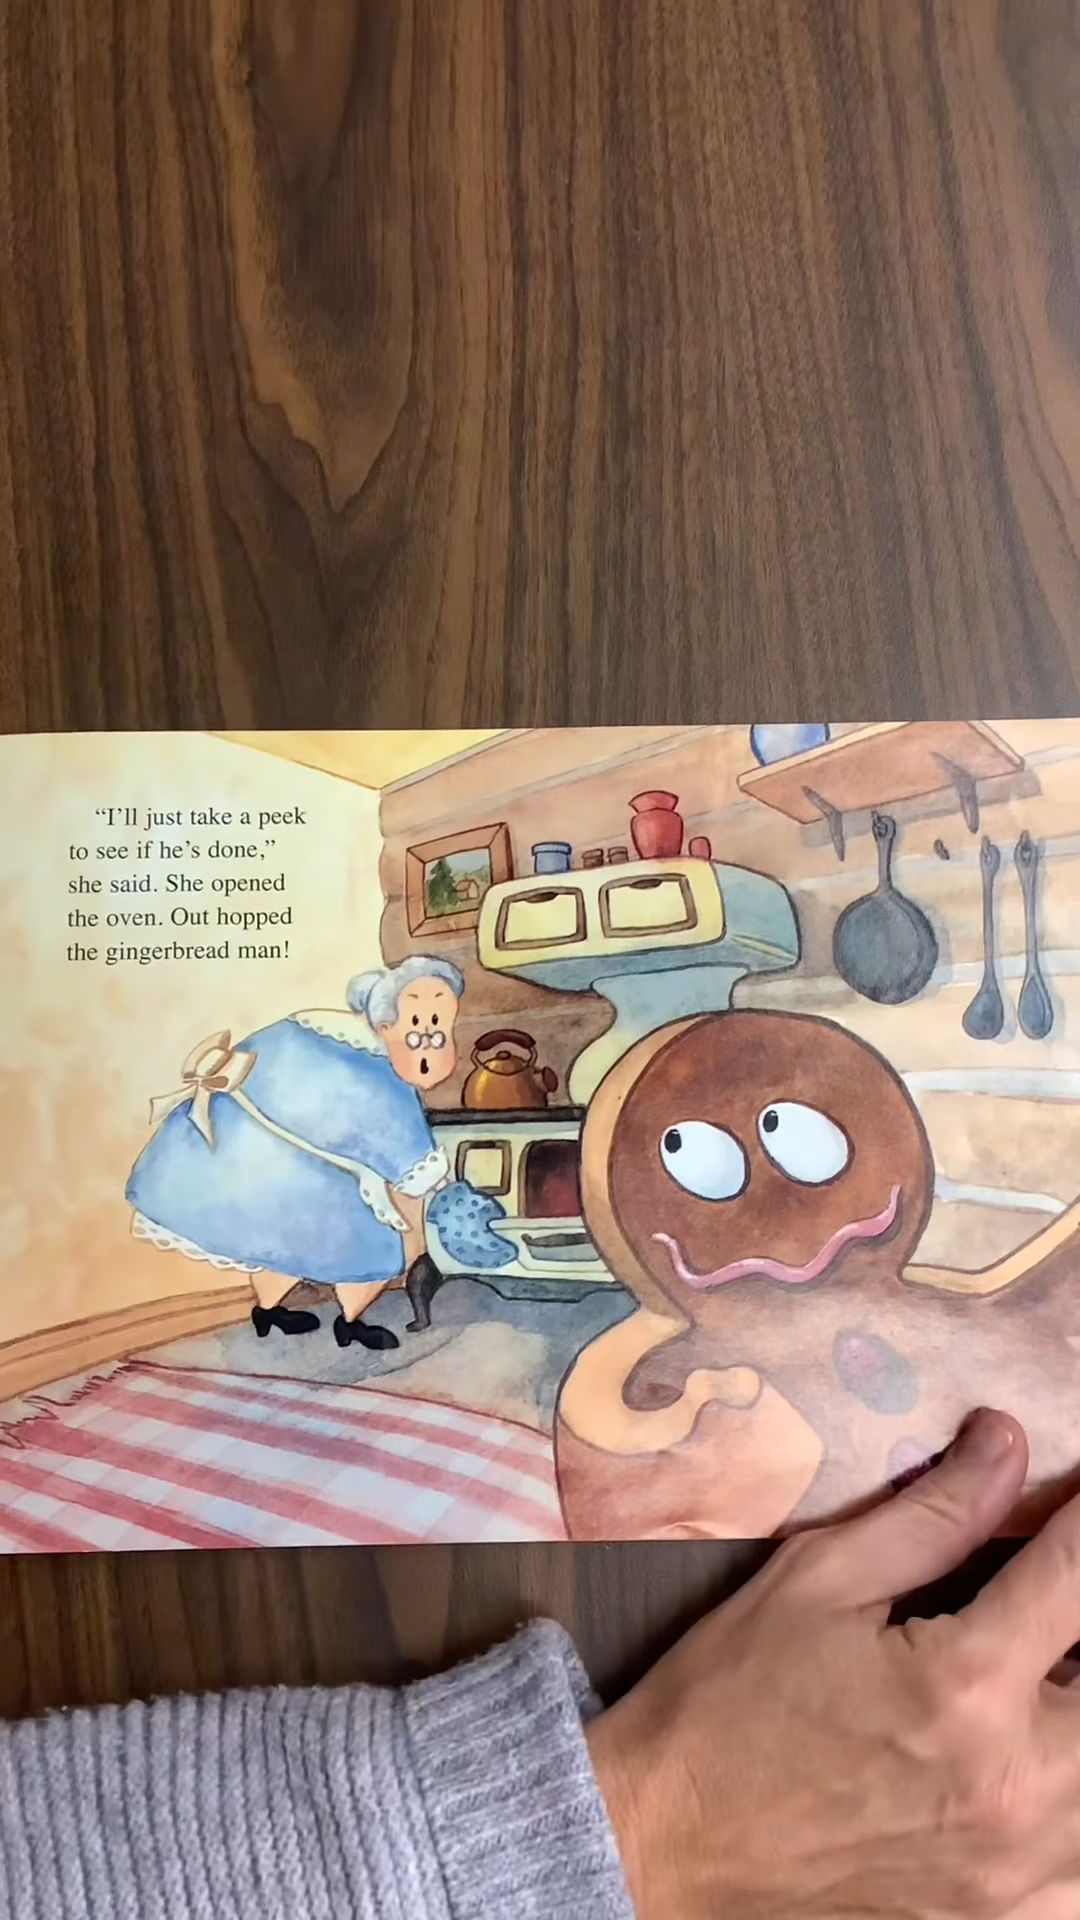 “I’ll just take a peek
to see if he’s done,”
she said. She opened
the oven. Out hopped
the gingerbread man!